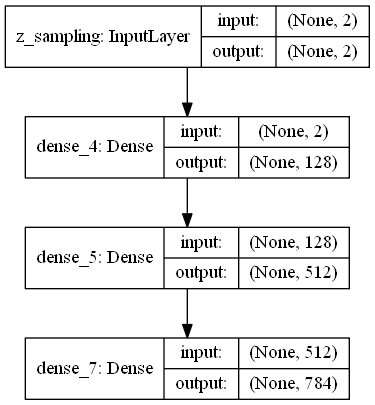 z_sampling: InputLayer
input: (None, 2)
output: (None, 2)
dense_4: Dense
input: (None, 2)
output: (None, 128)
dense_5: Dense
input: (None, 128)
output: (None, 512)
dense_7: Dense
input: (None, 512)
output: (None, 784)